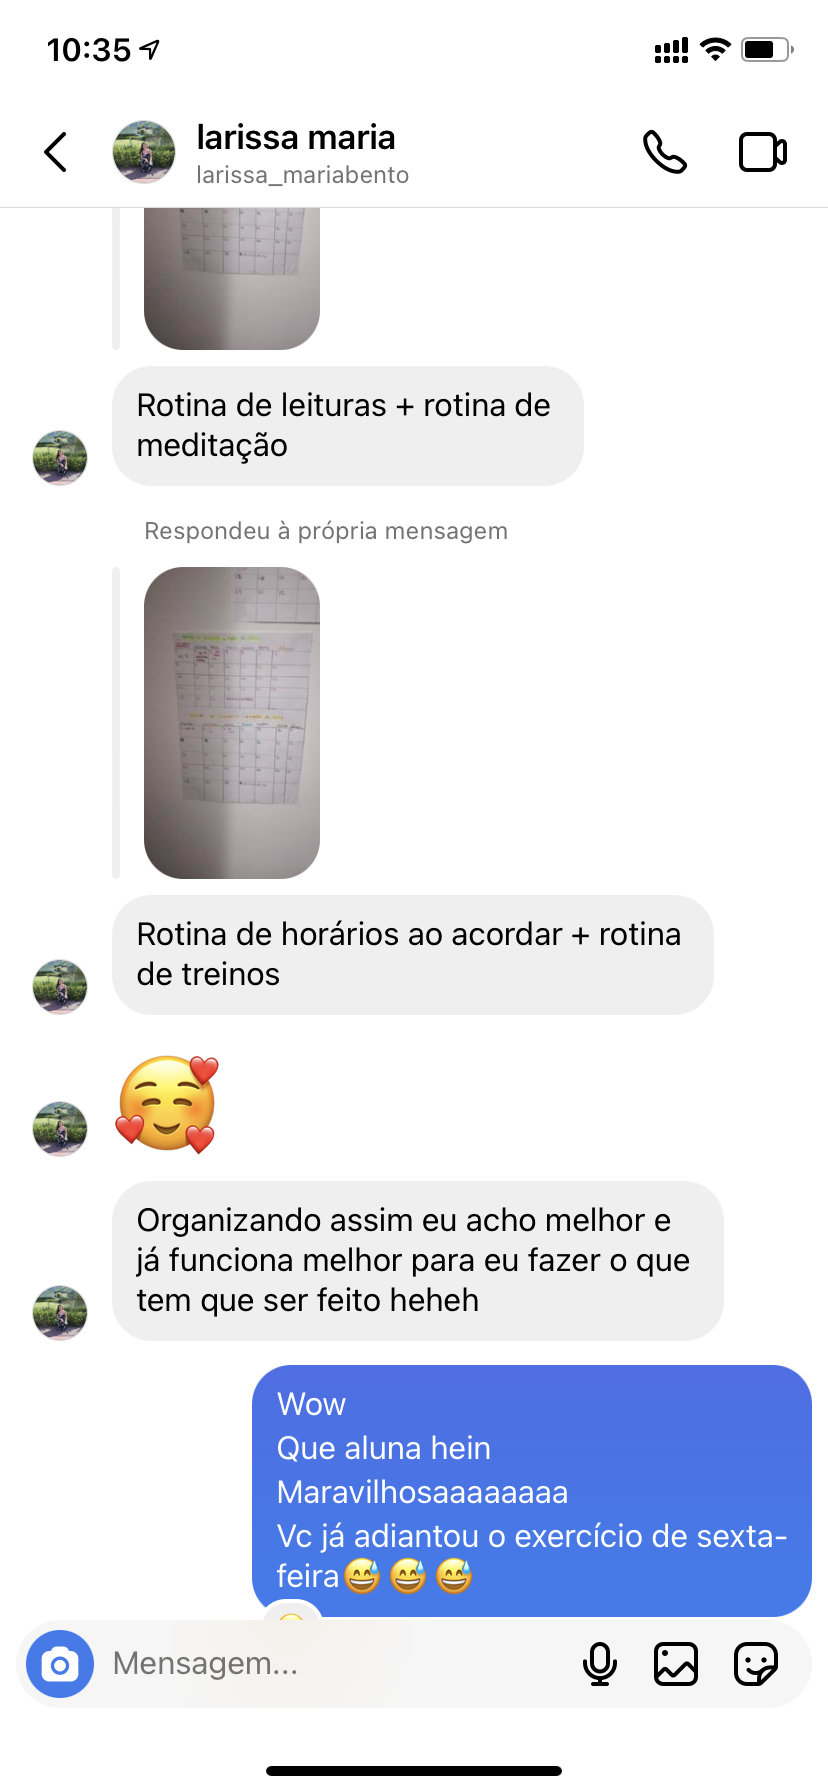 10:35
larissa maria
larissa_mariabento
Rotina de leituras + rotina de
meditação
Respondeu à própria mensagem
Rotina de horários ao acordar + rotina
de treinos
Organizando assim eu acho melhor e
já funciona melhor para eu fazer o que
tem que ser feito heheh
Wow
Que aluna hein
Maravilhosaaaaaaaa
Vc já adiantou o exercício de sexta-
feira😅😅😅
Mensagem...